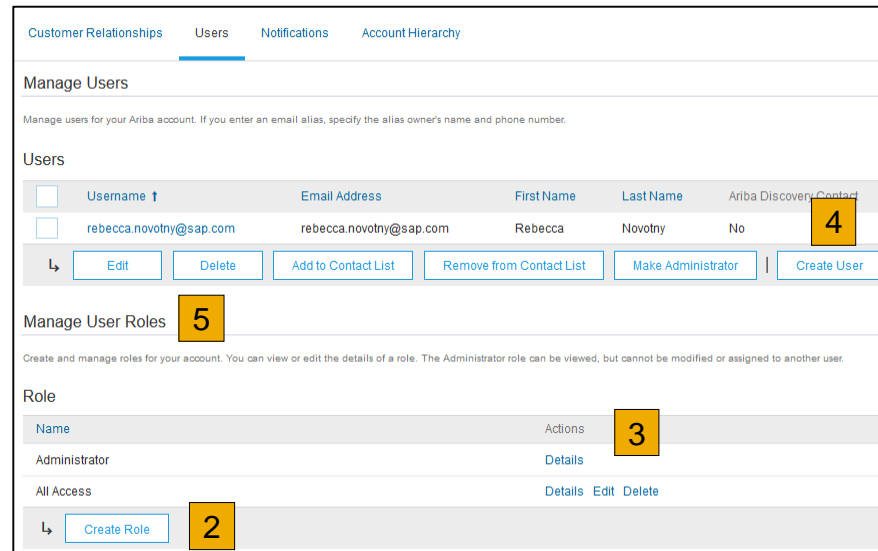 Customer Relationships Users Notifications Account Hierarchy
Manage Users
Manage users for your Ariba account. If you enter an email alias, specify the alias owner's name and phone number.
Users
Username ↑ Email Address First Name Last Name Ariba Discovery Contact
4
rebecca.novotny@sap.com rebecca.novotny@sap.com Rebecca Novotny No
↳ Edit Delete Add to Contact List Remove from Contact List Make Administrator | Create User
Manage User Roles 5
Create and manage roles for your account. You can view or edit the details of a role. The Administrator role can be viewed, but cannot be modified or assigned to another user.
Role
Name Actions 3
Administrator Details
All Access Details Edit Delete
↳ Create Role 2